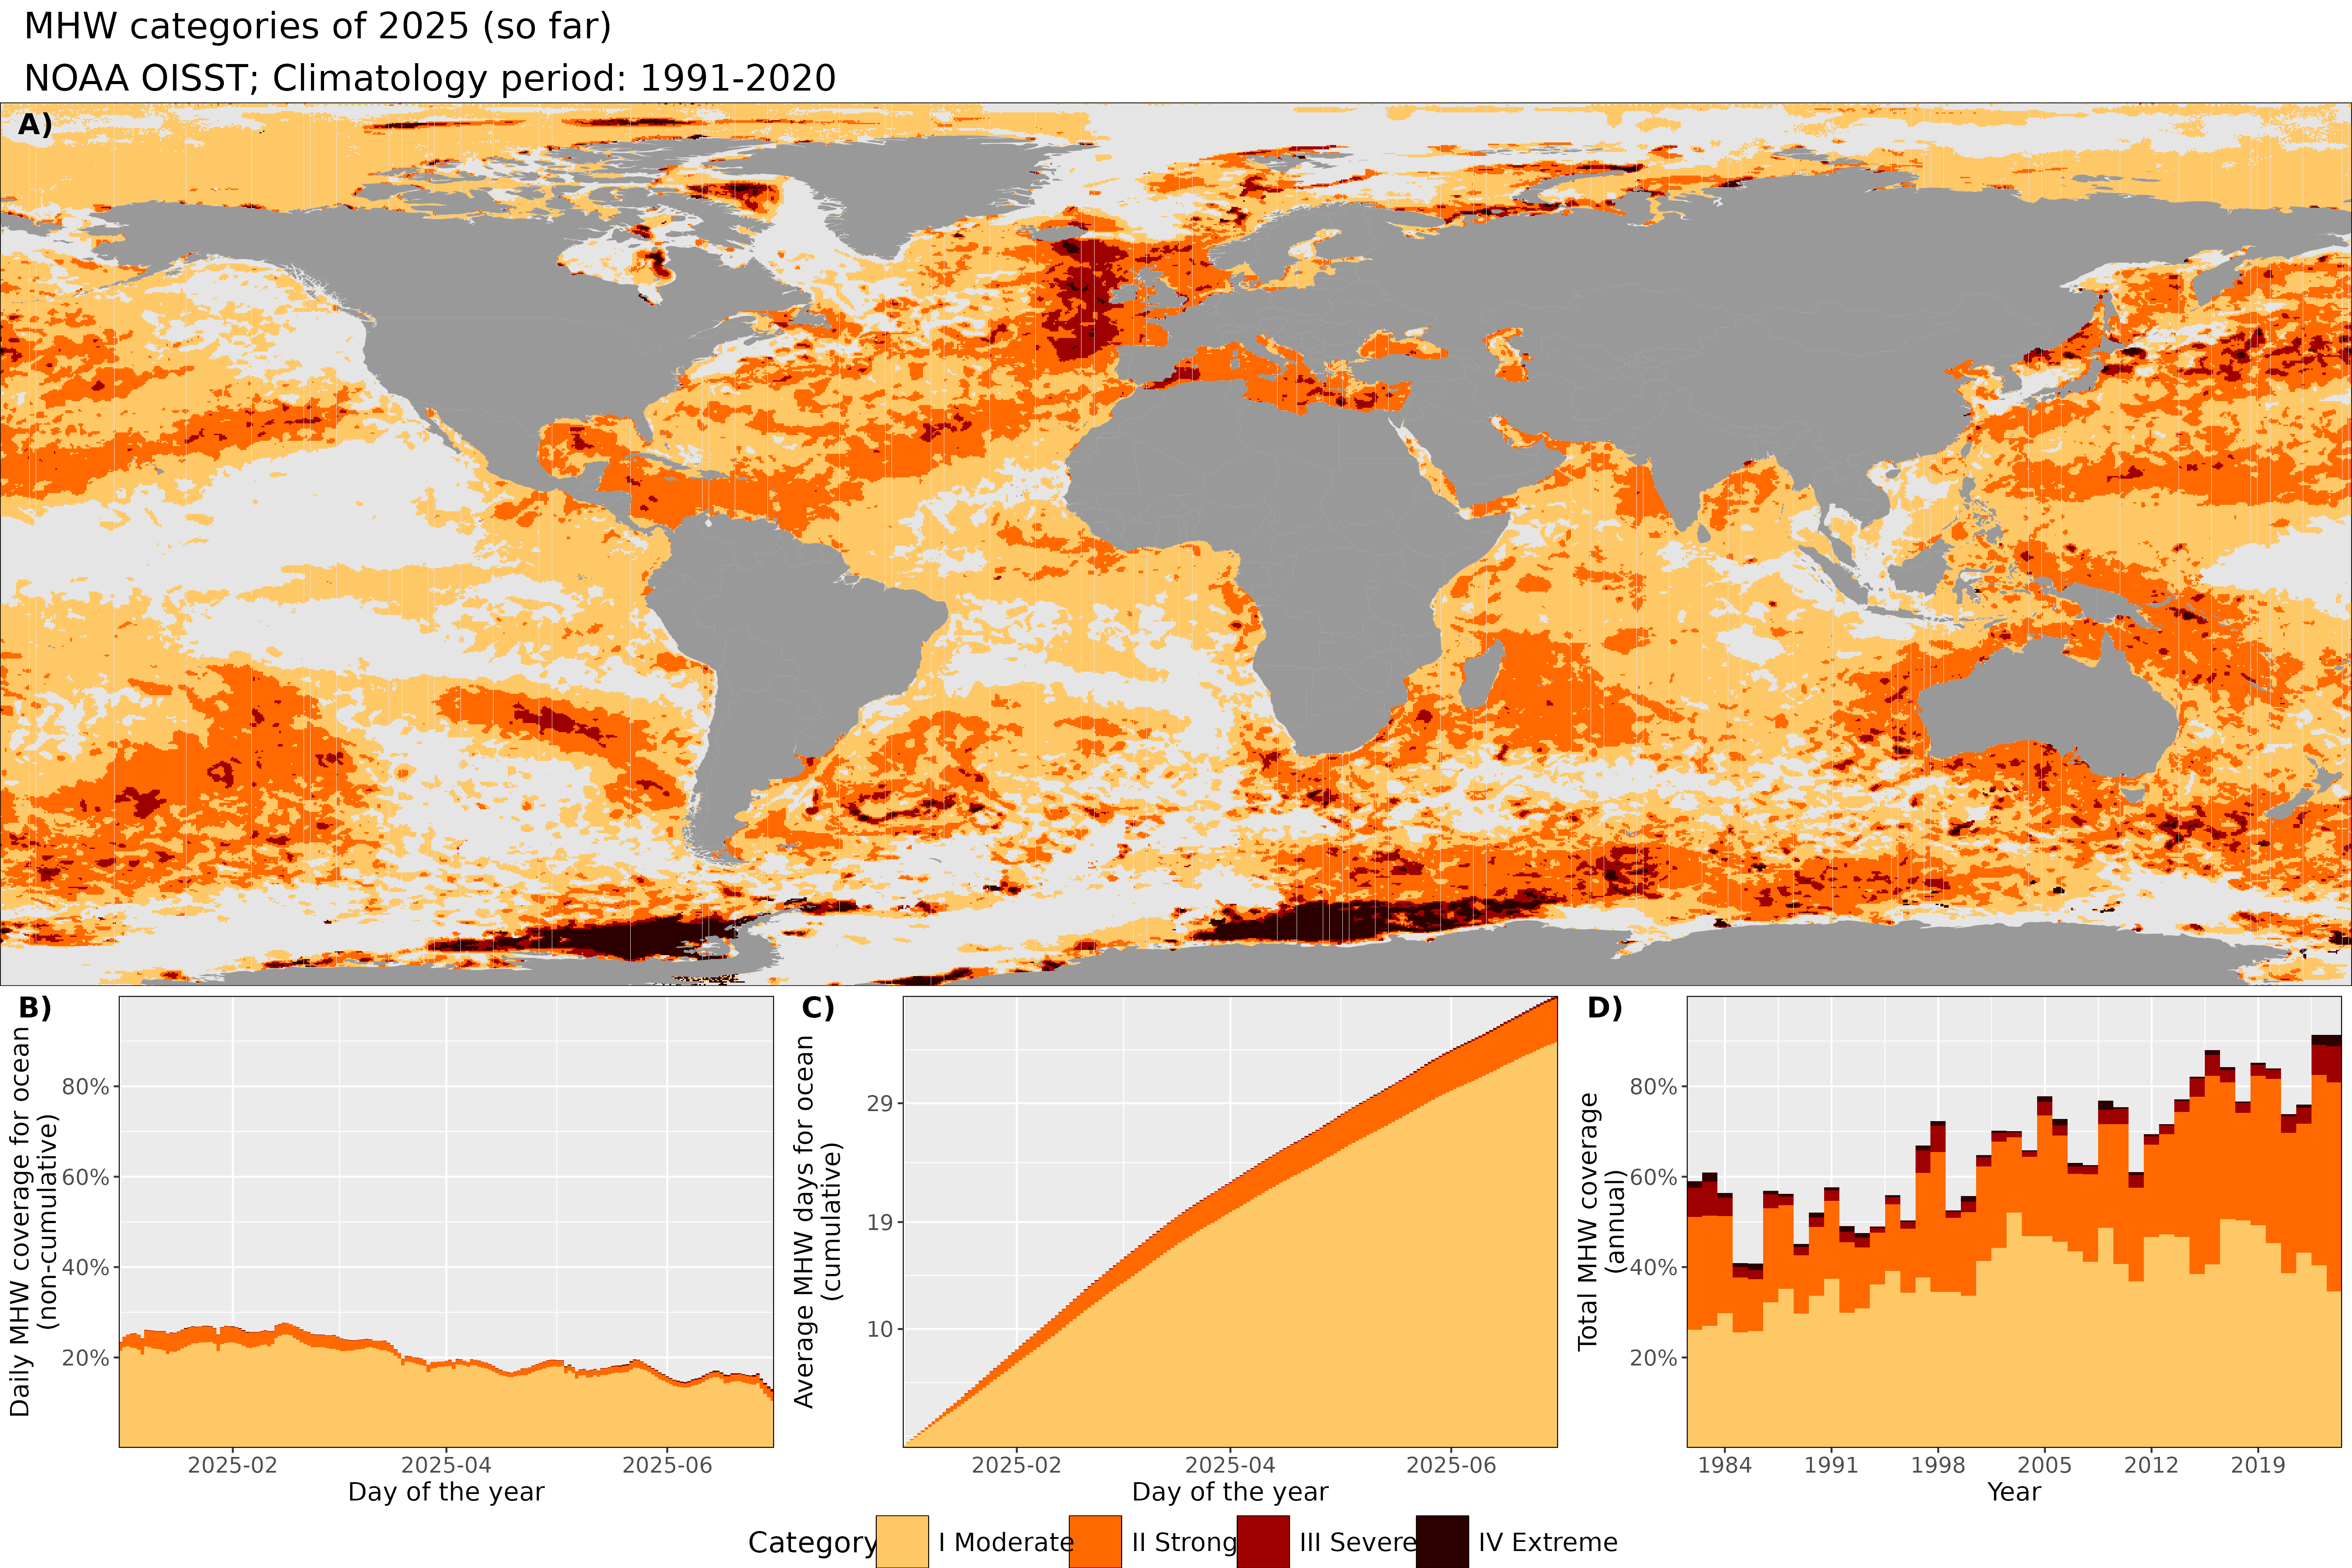 MHW categories of 2025 (so far)
NOAA OISST; Climatology period: 1991-2020
A)
B)
Daily MHW coverage for ocean
(non-cumulative)
80%
60%
40%
20%
2025-02
2025-04
2025-06
Day of the year
C)
Average MHW days for ocean
(cumulative)
29
19
10
2025-02
2025-04
2025-06
Day of the year
D)
Total MHW coverage
(annual)
80%
60%
40%
20%
1984
1991
1998
2005
2012
2019
Year
Category
I Moderate
II Strong
III Severe
IV Extreme